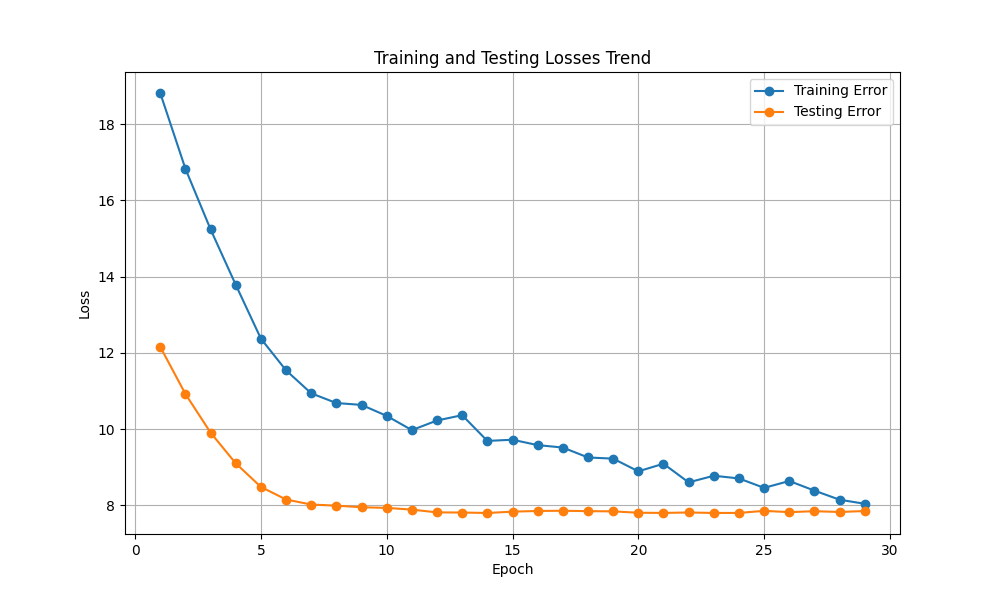 Training and Testing Losses Trend
Training Error
Testing Error
18
16
14
12
10
8
Loss
0 5 10 15 20 25 30
Epoch